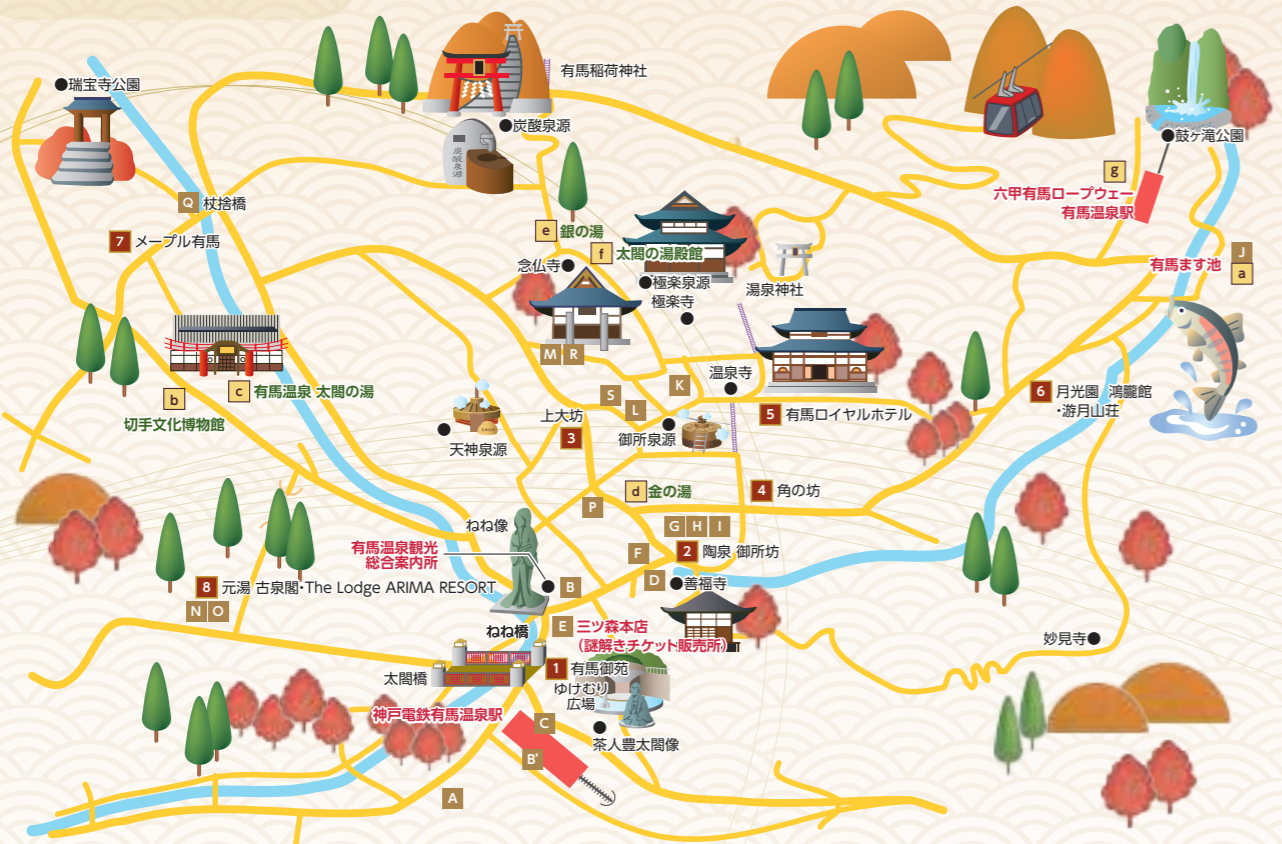 有馬稲荷神社
●瑞宝寺公園
●炭酸泉源
炭酸泉源
●鼓ヶ滝公園
g
六甲有馬ロープウェー
有馬温泉駅
Q 杖捨橋
7 メープル有馬
e 銀の湯
f 太閤の湯殿館
念仏寺●
●極楽泉源
極楽寺
湯泉神社
有馬ます池
J
a
M R
K
温泉寺
b
切手文化博物館
c 有馬温泉 太閤の湯
S
L
上大坊
3
天神泉源
御所泉源
5 有馬ロイヤルホテル
6 月光園 鴻朧館
・游月山荘
d 金の湯
4 角の坊
P
G H I
ねね像
有馬温泉観光
総合案内所
F
2 陶泉 御所坊
D ●善福寺
B
8 元湯 古泉閣・The Lodge ARIMA RESORT
N O
ねね橋
E 三ツ森本店
(謎解きチケット販売所)
妙見寺●
太閤橋
1 有馬御苑
ゆけむり
広場
神戸電鉄有馬温泉駅
C
茶人豊太閤像
B'
A